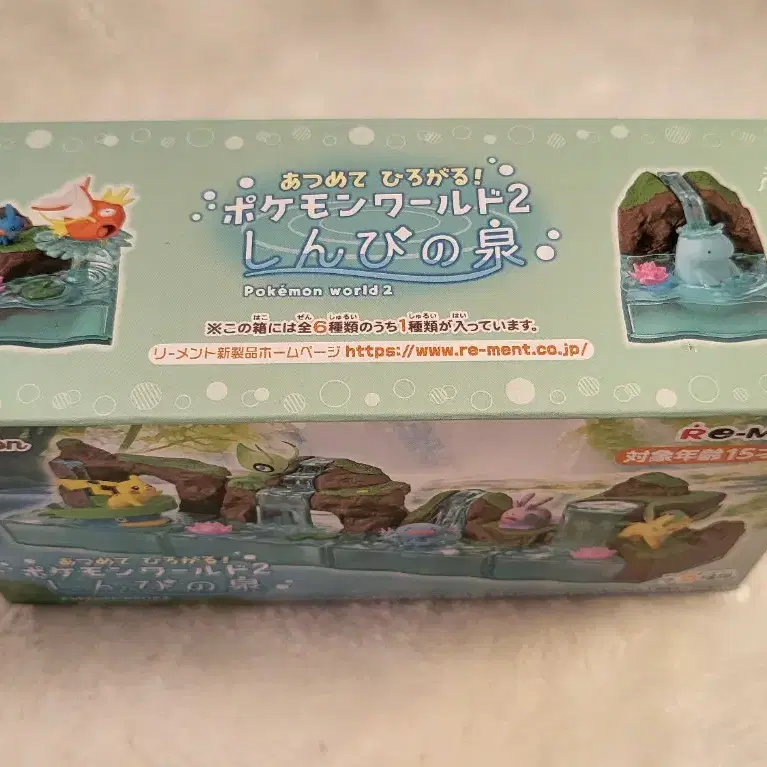 あつめて ひろがる!
ポケモンワールド2
しんぴの泉
Pokémon world 2
※この箱には全6種類のうち1種類が入っています。
リーメント新製品ホームページ https://www.re-ment.co.jp/
Re-M
対象年齢15才
あつめて ひろがる!
ポケモンワールド2
しんぴの泉